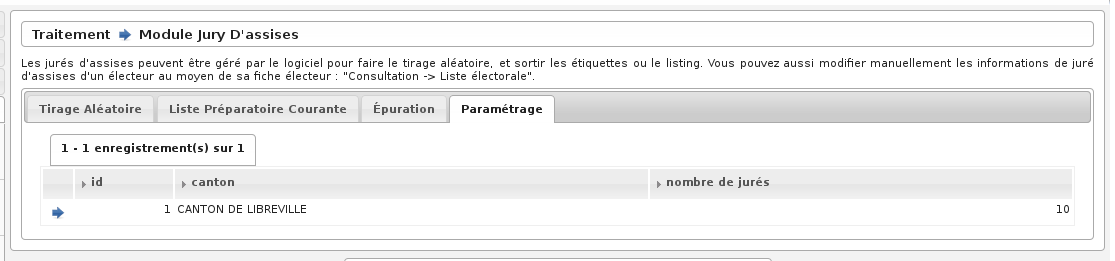 Traitement Module Jury D'assises
Les jurés d'assises peuvent être géré par le logiciel pour faire le tirage aléatoire, et sortir les étiquettes ou le listing. Vous pouvez aussi modifier manuellement les informations de juré
d'assises d'un électeur au moyen de sa fiche électeur : "Consultation -> Liste électorale".
Tirage Aléatoire Liste Préparatoire Courante Épuration Paramétrage
1 - 1 enregistrement(s) sur 1
id canton nombre de jurés
1 CANTON DE LIBREVILLE 10